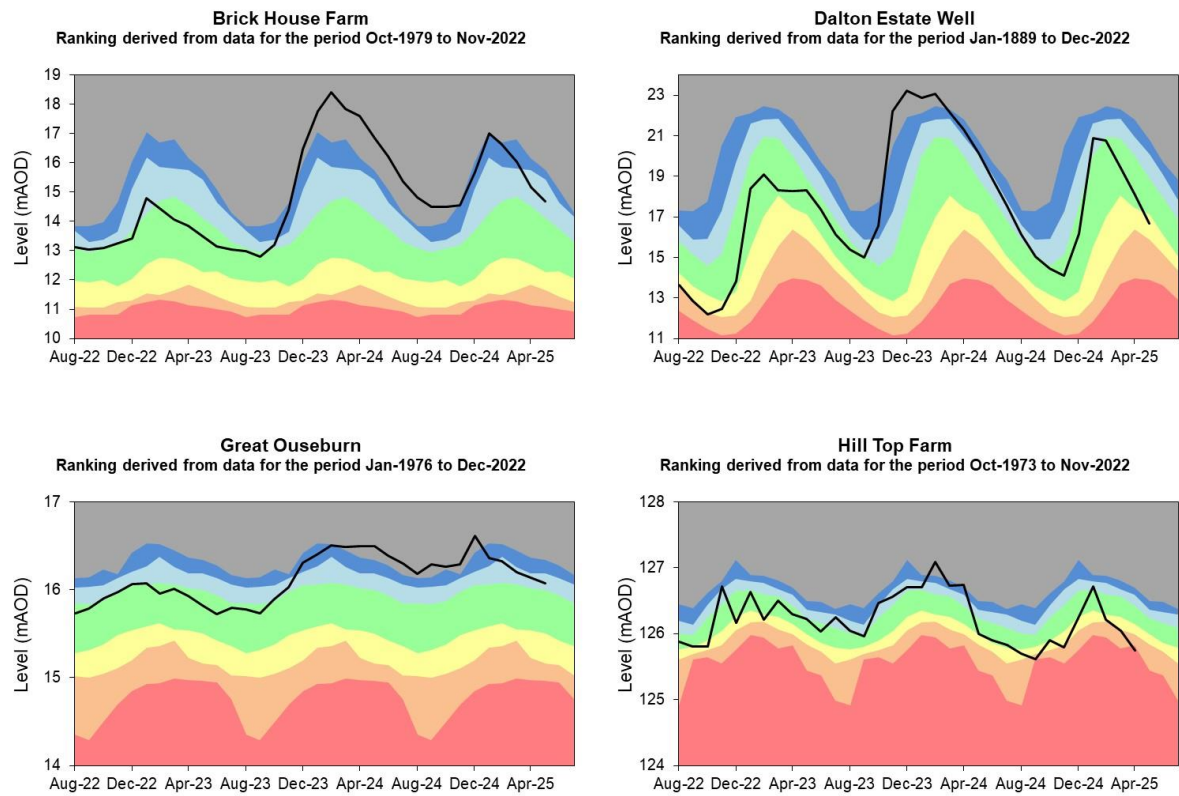 Brick House Farm
Ranking derived from data for the period Oct-1979 to Nov-2022
Level (mAOD)
19
18
17
16
15
14
13
12
11
10
Aug-22 Dec-22 Apr-23 Aug-23 Dec-23 Apr-24 Aug-24 Dec-24 Apr-25
Dalton Estate Well
Ranking derived from data for the period Jan-1889 to Dec-2022
Level (mAOD)
23
21
19
17
15
13
11
Aug-22 Dec-22 Apr-23 Aug-23 Dec-23 Apr-24 Aug-24 Dec-24 Apr-25
Great Ouseburn
Ranking derived from data for the period Jan-1976 to Dec-2022
Level (mAOD)
17
16
15
14
Aug-22 Dec-22 Apr-23 Aug-23 Dec-23 Apr-24 Aug-24 Dec-24 Apr-25
Hill Top Farm
Ranking derived from data for the period Oct-1973 to Nov-2022
Level (mAOD)
128
127
126
125
124
Aug-22 Dec-22 Apr-23 Aug-23 Dec-23 Apr-24 Aug-24 Dec-24 Apr-25